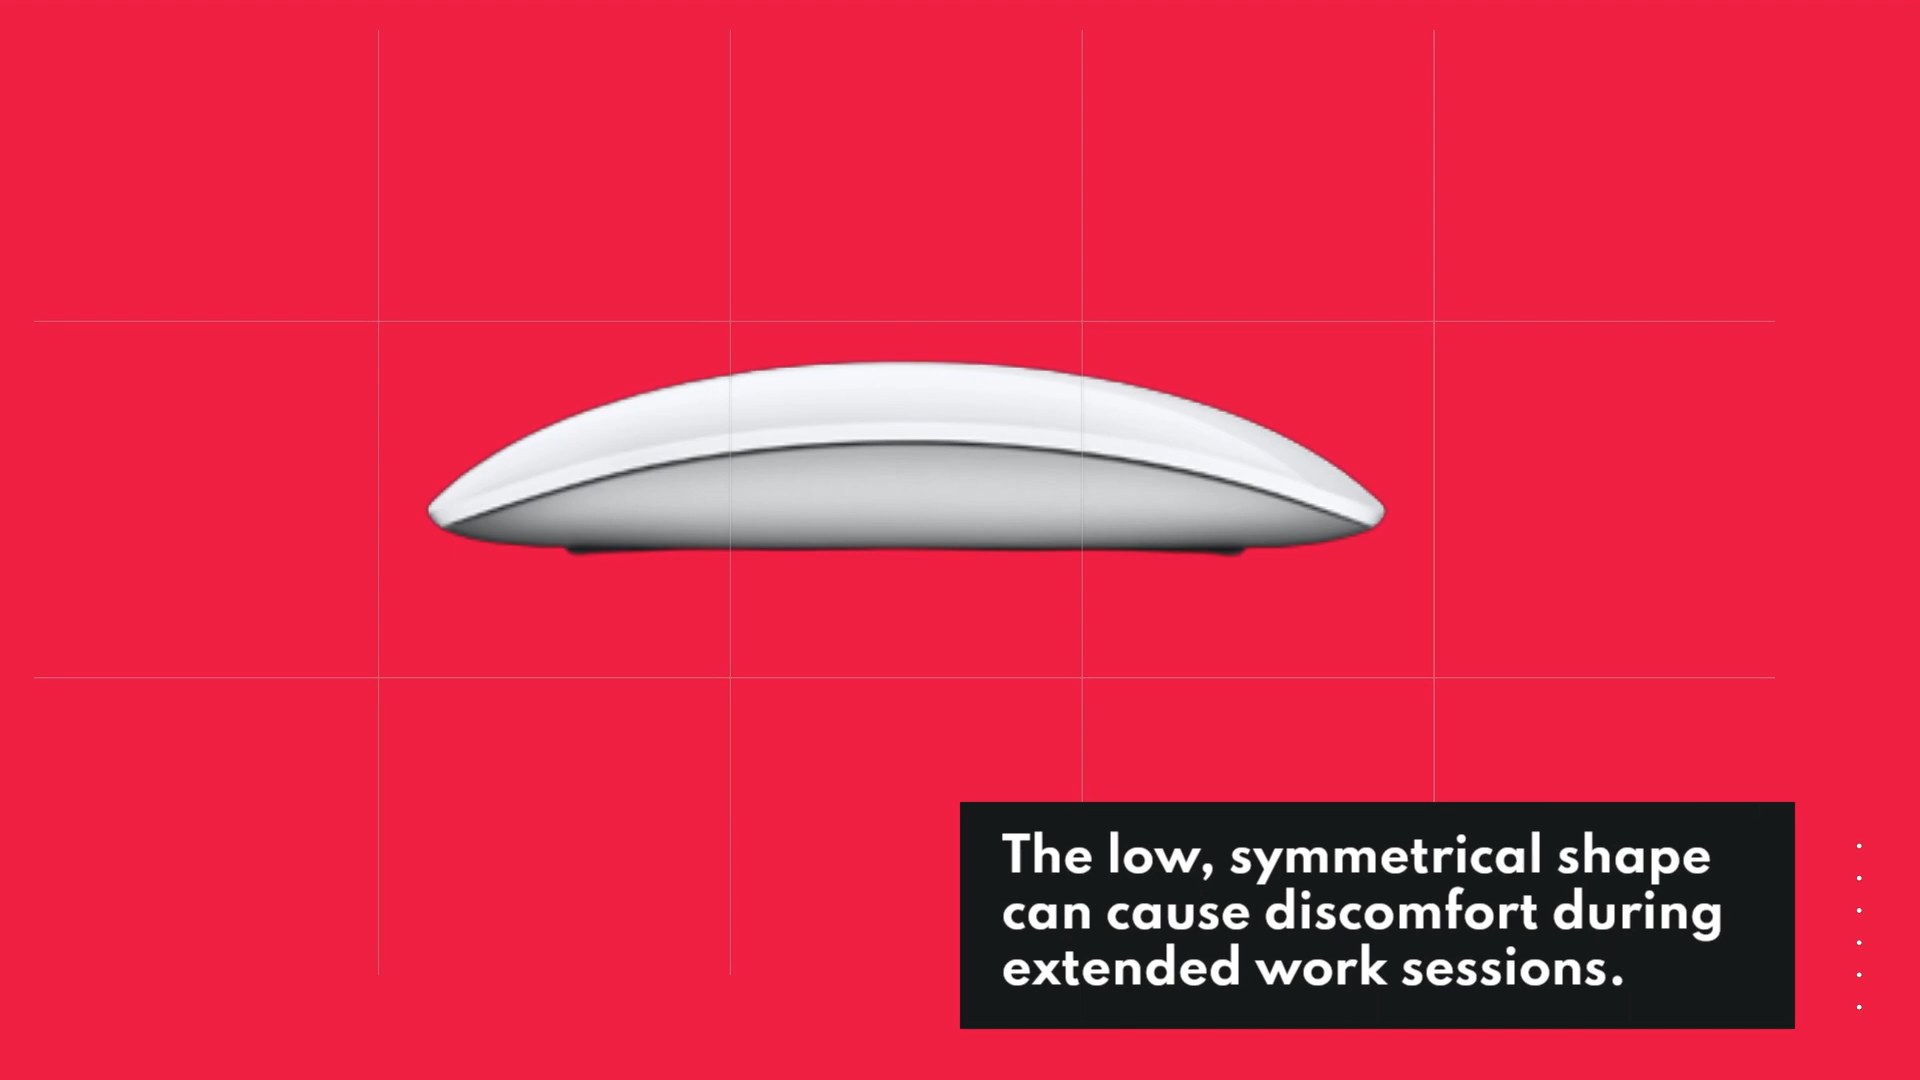 The low, symmetrical shape
can cause discomfort during
extended work sessions.